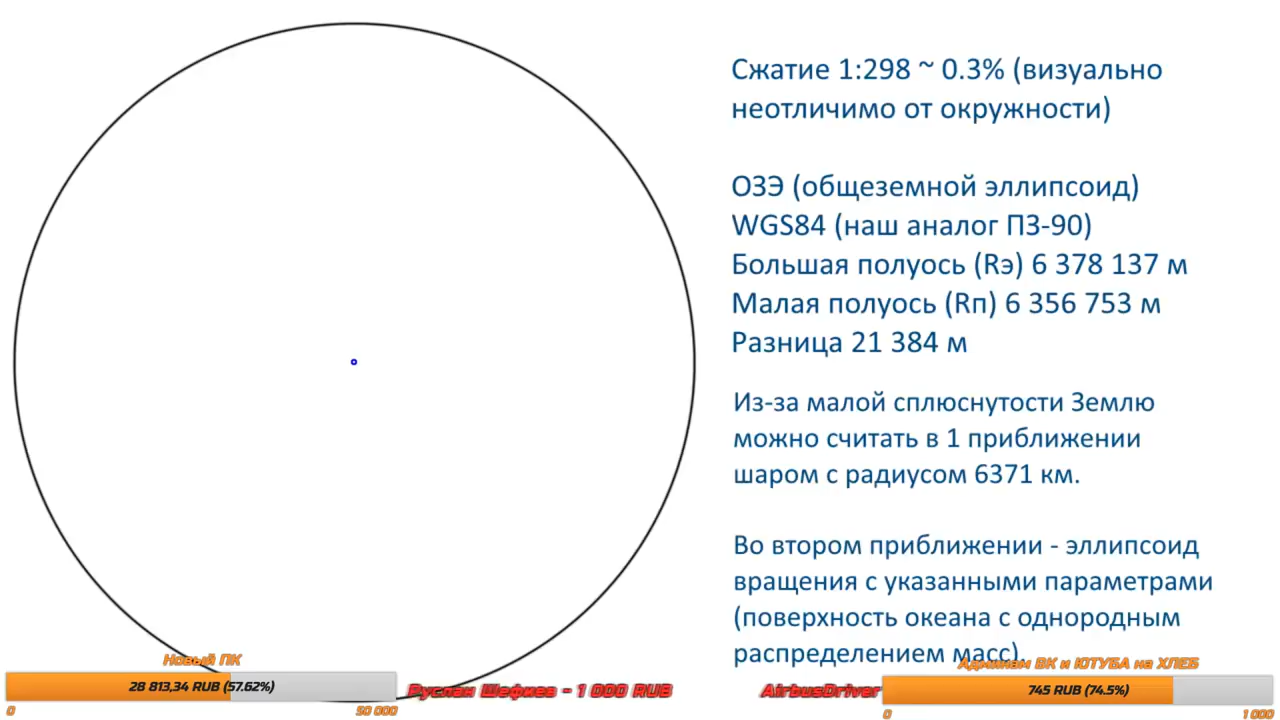 Сжатие 1:298 ~ 0.3% (визуально
неотличимо от окружности)
ОЗЭ (общеземной эллипсоид)
WGS84 (наш аналог ПЗ-90)
Большая полуось (Rэ) 6 378 137 м
Малая полуось (Rп) 6 356 753 м
Разница 21 384 м
Из-за малой сплюснутости Землю
можно считать в 1 приближении
шаром с радиусом 6371 км.
Во втором приближении - эллипсоид
вращения с указанными параметрами
(поверхность океана с однородным
распределением масс).
Новый ПК
28 813,34 RUB (57.62%)
0
50 000
Руслан Шефиев - 1 000 RUB
AirbusDriver
Админам ВК и ЮТУБА на ХЛЕБ
745 RUB (74.5%)
0
1 000